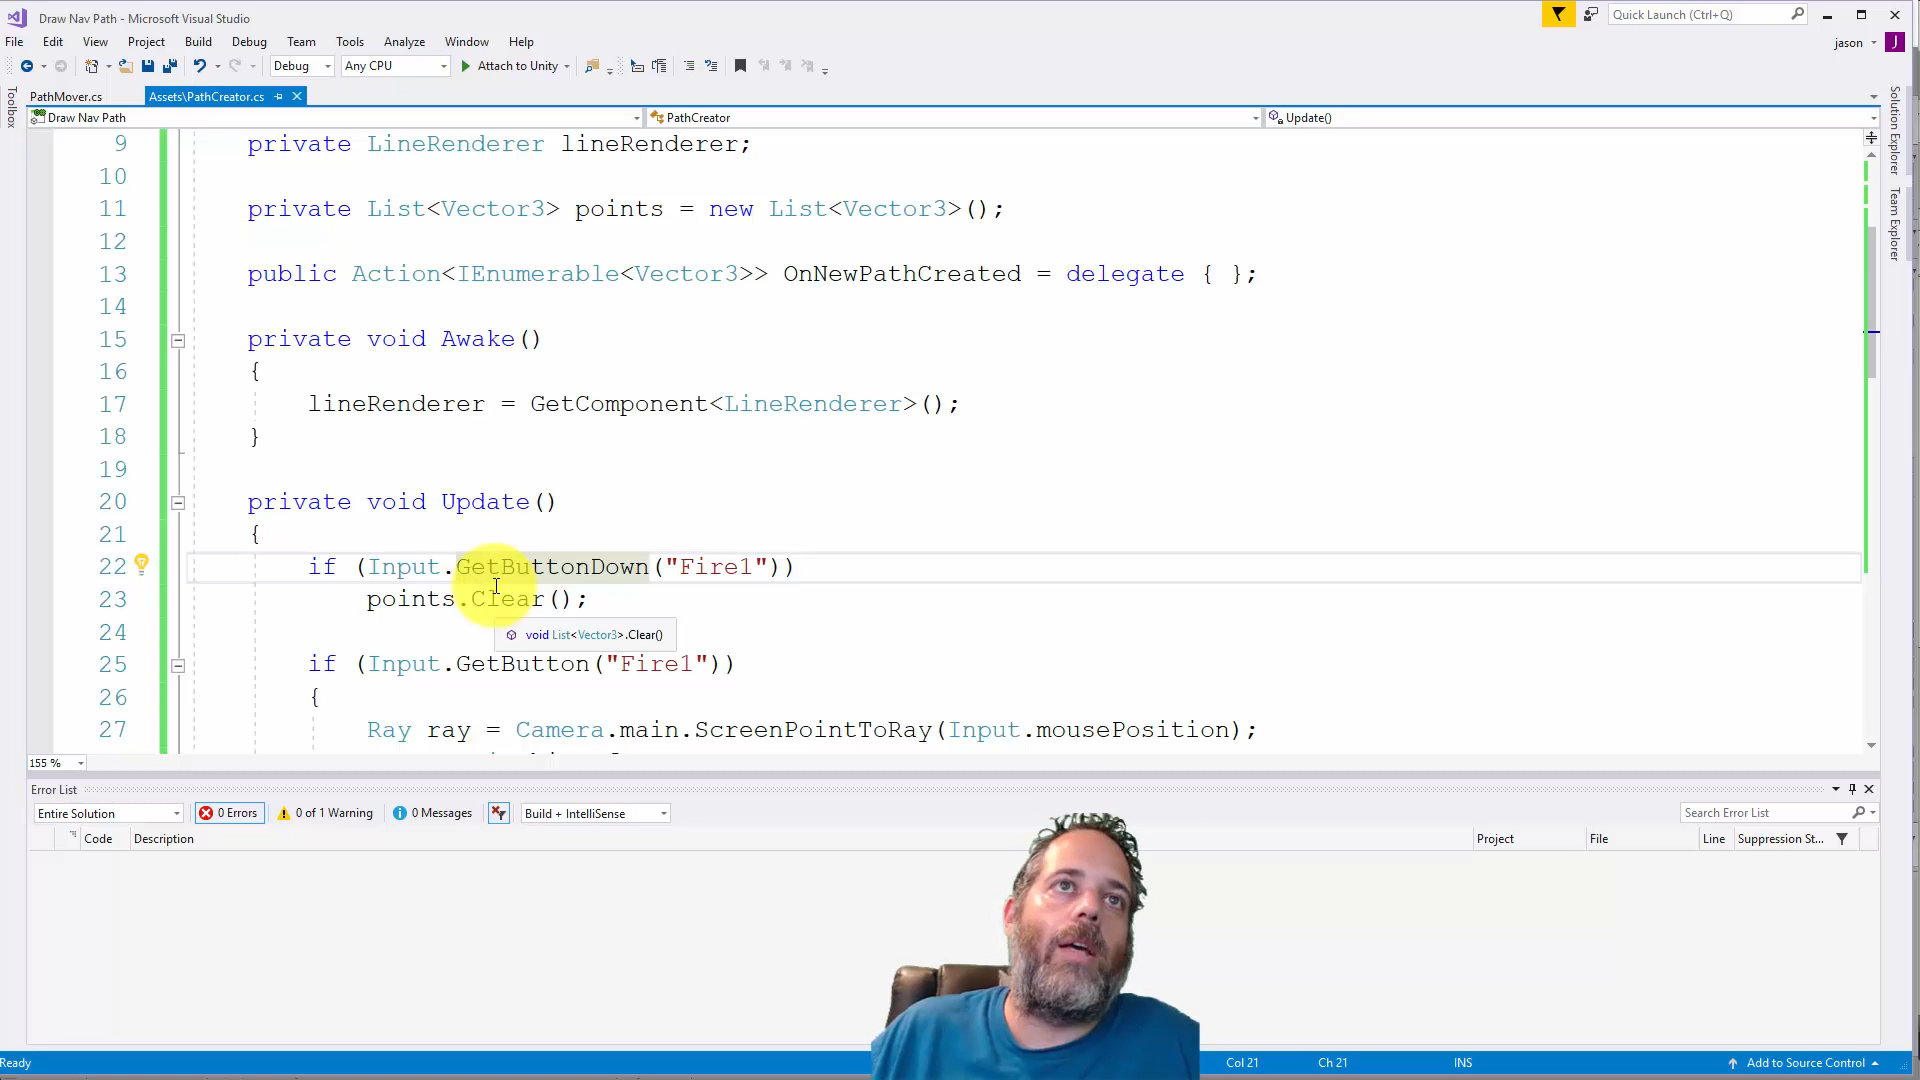 Draw Nav Path - Microsoft Visual Studio
Quick Launch (Ctrl+Q)
File Edit View Project Build Debug Team Tools Analyze Window Help
jason J
Debug Any CPU Attach to Unity
Toolbox
PathMover.cs Assets\PathCreator.cs
Draw Nav Path PathCreator Update()
Solution Explorer
Team Explorer
9 private LineRenderer lineRenderer;
10
11 private List<Vector3> points = new List<Vector3>();
12
13 public Action<IEnumerable<Vector3>> OnNewPathCreated = delegate { };
14
15 private void Awake()
16 {
17 lineRenderer = GetComponent<LineRenderer>();
18 }
19
20 private void Update()
21 {
22 if (Input.GetButtonDown("Fire1"))
23 points.Clear();
24
void List<Vector3>.Clear()
25 if (Input.GetButton("Fire1"))
26 {
27 Ray ray = Camera.main.ScreenPointToRay(Input.mousePosition);
155 %
Error List
Entire Solution 0 Errors 0 of 1 Warning 0 Messages Build + IntelliSense Search Error List
Code Description Project File Line Suppression St...
Ready Col 21 Ch 21 INS Add to Source Control